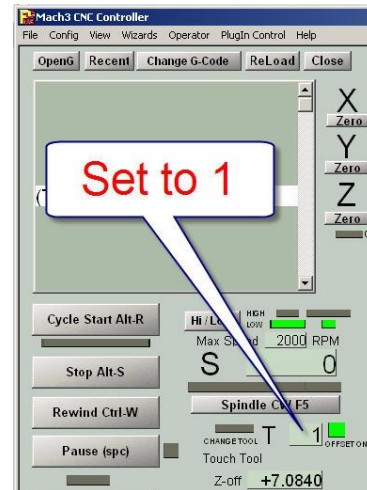 Mach3 CNC Controller
File Config View Wizards Operator PlugIn Control Help
OpenG Recent Change G-Code ReLoad Close
X
Zero
Y
Zero
Z
Zero
Set to 1
Cycle Start Alt-R
Hi / Low HIGH
LOW
Max Speed 2000 RPM
Stop Alt-S
S 0
Rewind Ctrl-W
Spindle CW F5
Pause (spc)
CHANGE TOOL T 1 OFFSET ON
Touch Tool
Z-off +7.0840